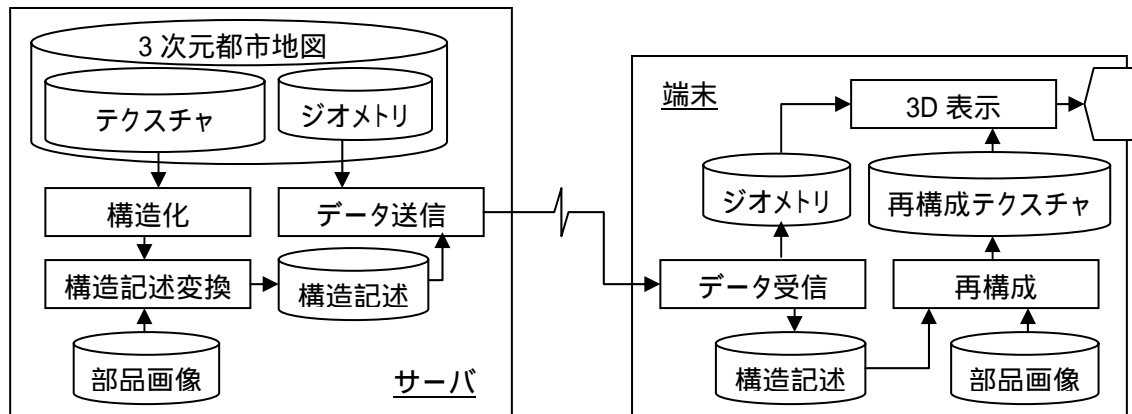 3次元都市地図
テクスチャ
ジオメトリ
構造化
データ送信
構造記述変換
構造記述
部品画像
サーバ
端末
3D 表示
ジオメトリ
再構成テクスチャ
データ受信
再構成
構造記述
部品画像